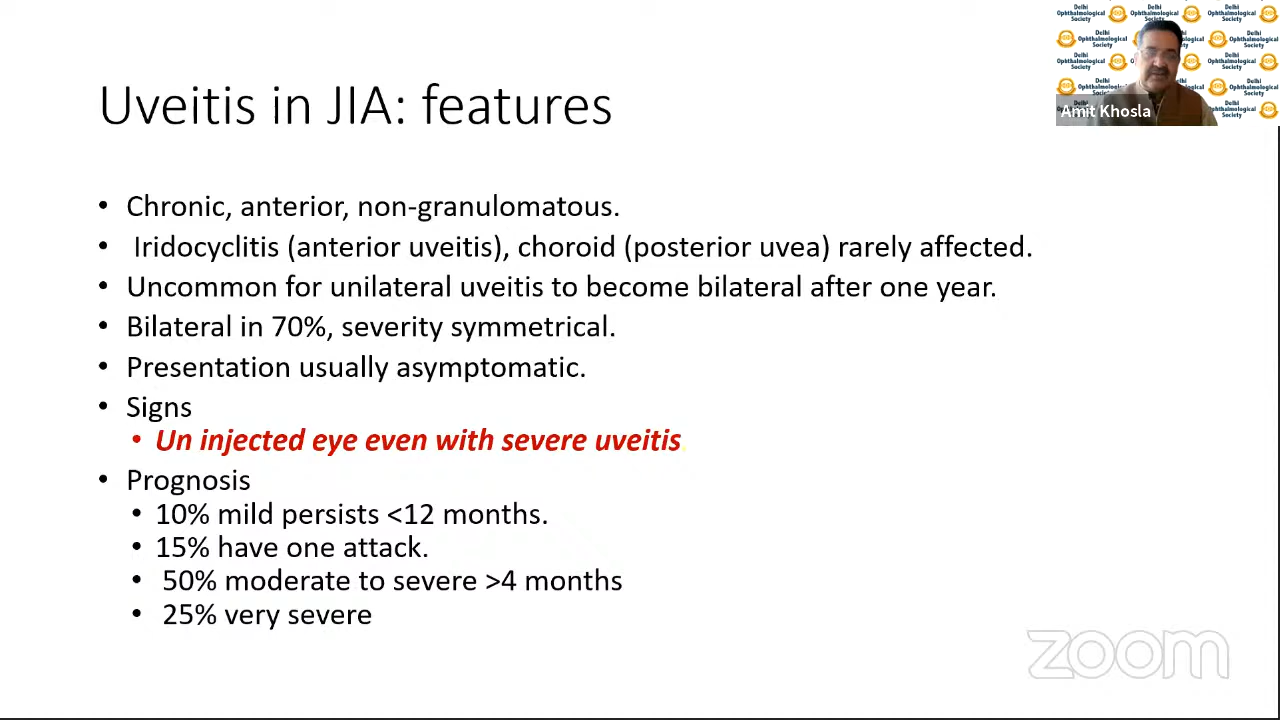 Uveitis in JIA: features
• Chronic, anterior, non-granulomatous.
• Iridocyclitis (anterior uveitis), choroid (posterior uvea) rarely affected.
• Uncommon for unilateral uveitis to become bilateral after one year.
• Bilateral in 70%, severity symmetrical.
• Presentation usually asymptomatic.
• Signs
• Un injected eye even with severe uveitis
• Prognosis
• 10% mild persists <12 months.
• 15% have one attack.
• 50% moderate to severe >4 months
• 25% very severe
Delhi Ophthalmological Society
Amit Khosla
zoom